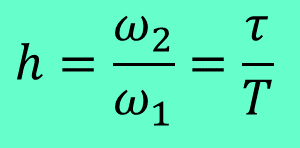 h = ω₂/ω₁ = τ/T